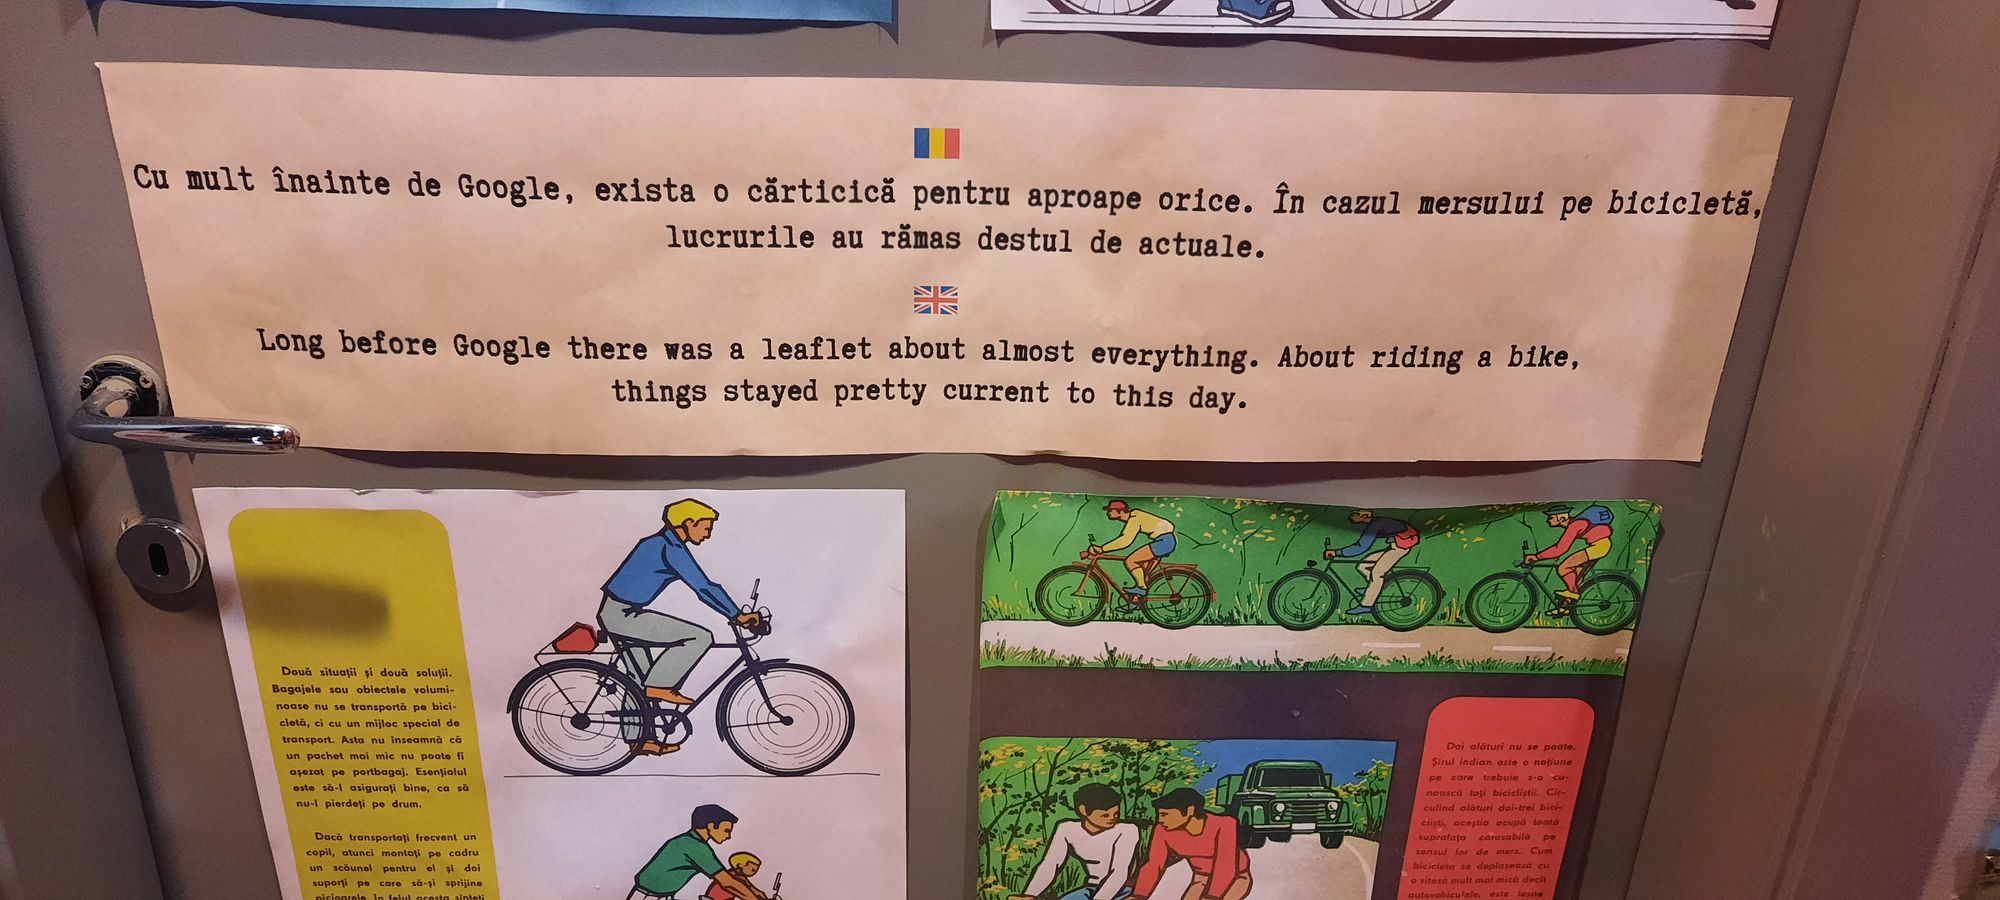 Cu mult înainte de Google, exista o cărticică pentru aproape orice. În cazul mersului pe bicicletă,
lucrurile au rămas destul de actuale.
Long before Google there was a leaflet about almost everything. About riding a bike,
things stayed pretty current to this day.
Două situații și două soluții.
Bagajele sau obiectele volumi-
noase nu se transportă pe bici-
cletă, ci cu un mijloc special de
transport. Asta nu înseamnă că
un pachet mai mic nu poate fi
așezat pe portbagaj. Esențialul
este să-l asigurați bine, ca să
nu-l pierdeți pe drum.
Dacă transportați frecvent un
copil, atunci montați pe cadru
un scăunel pentru el și doi
suporți pe care să-și sprijine
picioarele. În felul acesta sînteți
Doi alături nu se poate.
Șirul indian este o noțiune
pe care trebuie s-o cu-
noască toți bicicliștii. Cir-
culînd alături doi-trei bici-
cliști, aceștia ocupă toată
suprafața carosabilă pe
sensul lor de mers. Cum
bicicleta se deplasează cu
o viteză mult mai mică decît
autovehiculele, este lesne